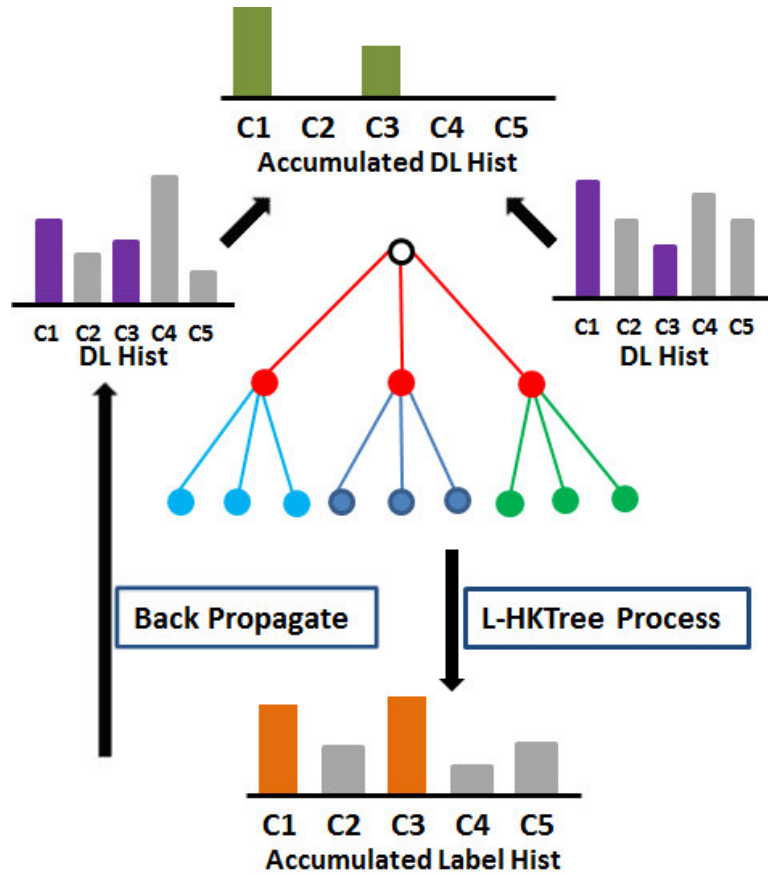 C1 C2 C3 C4 C5
Accumulated DL Hist
C1 C2 C3 C4 C5
DL Hist
C1 C2 C3 C4 C5
DL Hist
Back Propagate
L-HKTree Process
C1 C2 C3 C4 C5
Accumulated Label Hist